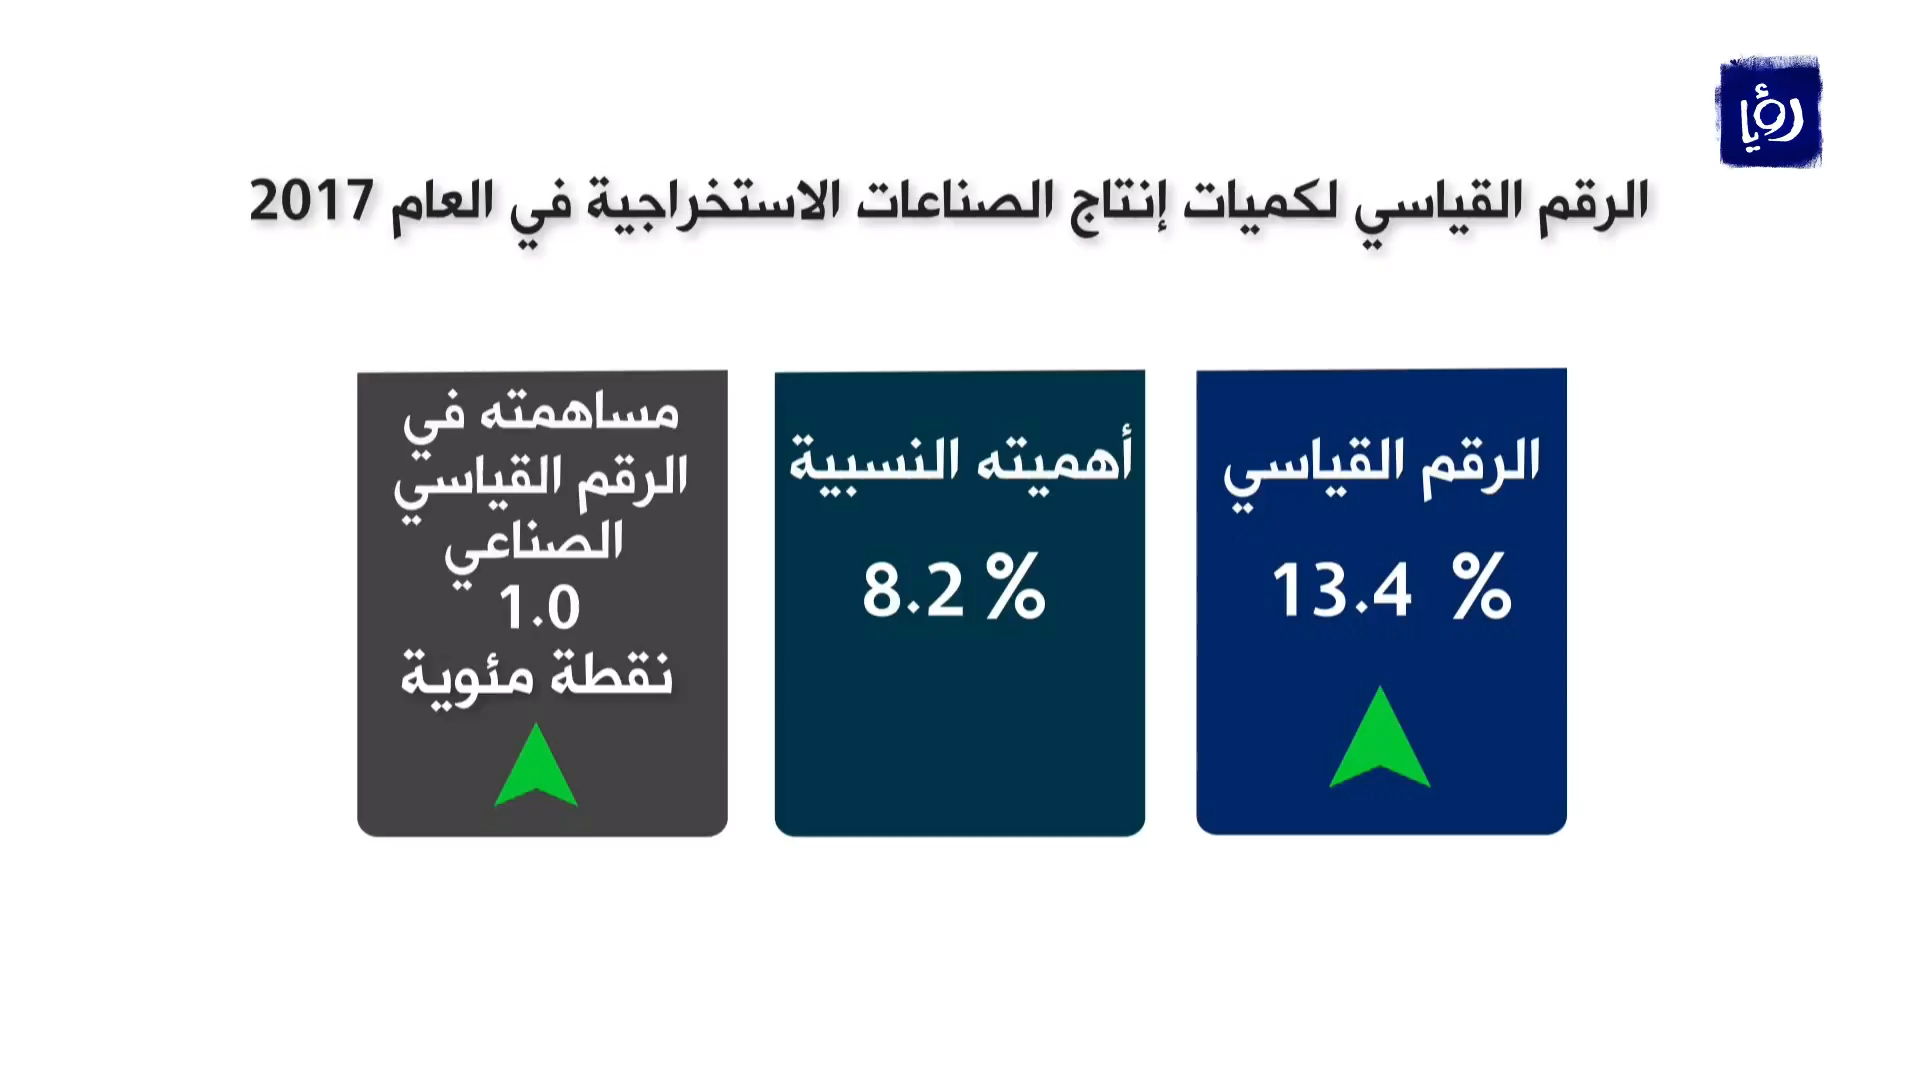 رؤيا
الرقم القياسي لكميات إنتاج الصناعات الاستخراجية في العام 2017
الرقم القياسي
13.4 %
أهميته النسبية
8.2 %
مساهمته في
الرقم القياسي
الصناعي
1.0
نقطة مئوية